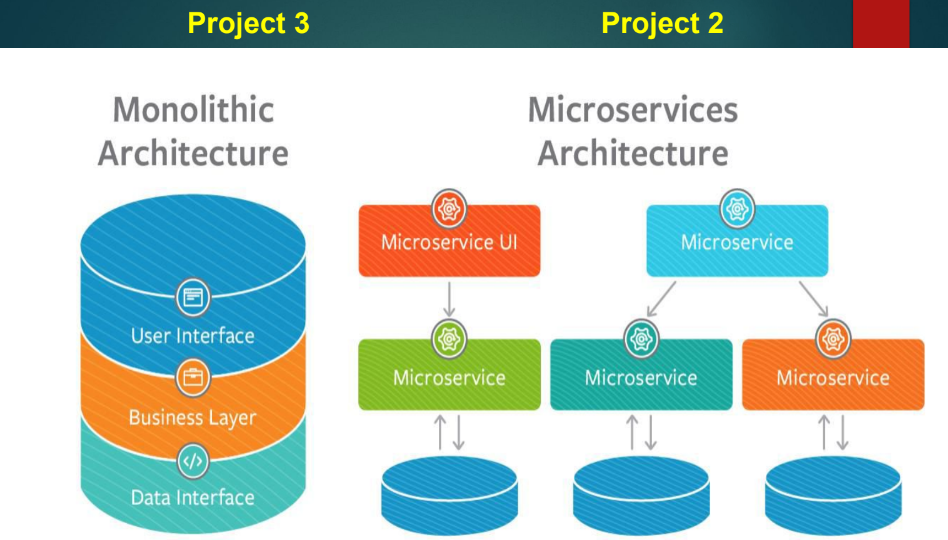 Project 3
Project 2
Monolithic
Architecture
User Interface
Business Layer
Data Interface
Microservices
Architecture
Microservice UI
Microservice
Microservice
Microservice
Microservice